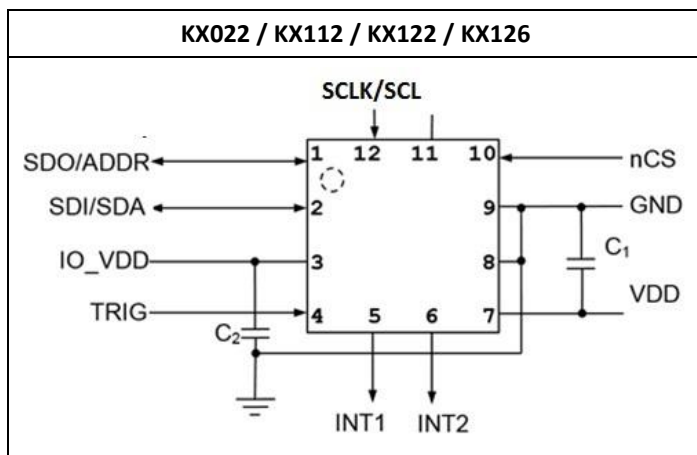 KX022 / KX112 / KX122 / KX126
SCLK/SCL
1 12 11 10
SDO/ADDR
nCS
SDI/SDA
2
9
GND
IO_VDD
3
8
C1
TRIG
4
5
6
7
VDD
C2
INT1
INT2